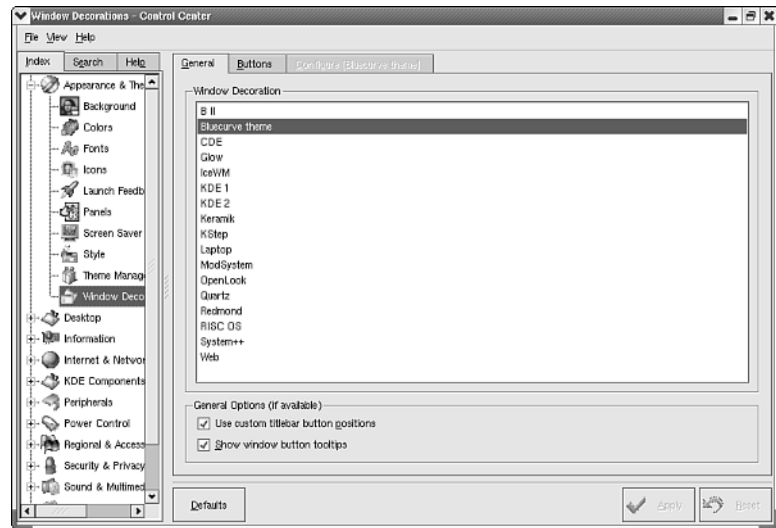 Window Decorations - Control Center
File View Help
Index Search Help
Appearance & The
Background
Colors
Fonts
Icons
Launch Feedb
Panels
Screen Saver
Style
Theme Manag
Window Deco
Desktop
Information
Internet & Networ
KDE Components
Peripherals
Power Control
Regional & Access
Security & Privacy
Sound & Multimed
General Buttons Configure [Bluecurve theme]
Window Decoration
B II
Bluecurve theme
CDE
Glow
IceWM
KDE 1
KDE 2
Keramik
KStep
Laptop
ModSystem
OpenLook
Quartz
Redmond
RISC OS
System++
Web
General Options (if available)
Use custom titlebar button positions
Show window button tooltips
Defaults
Apply
Reset